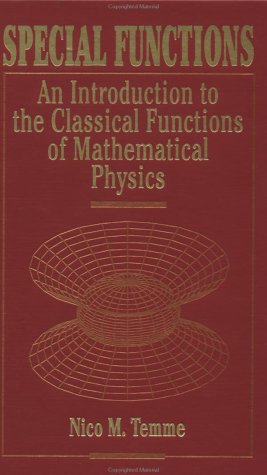 SPECIAL FUNCTIONS
An Introduction to
the Classical Functions
of Mathematical
Physics
Nico M. Temme